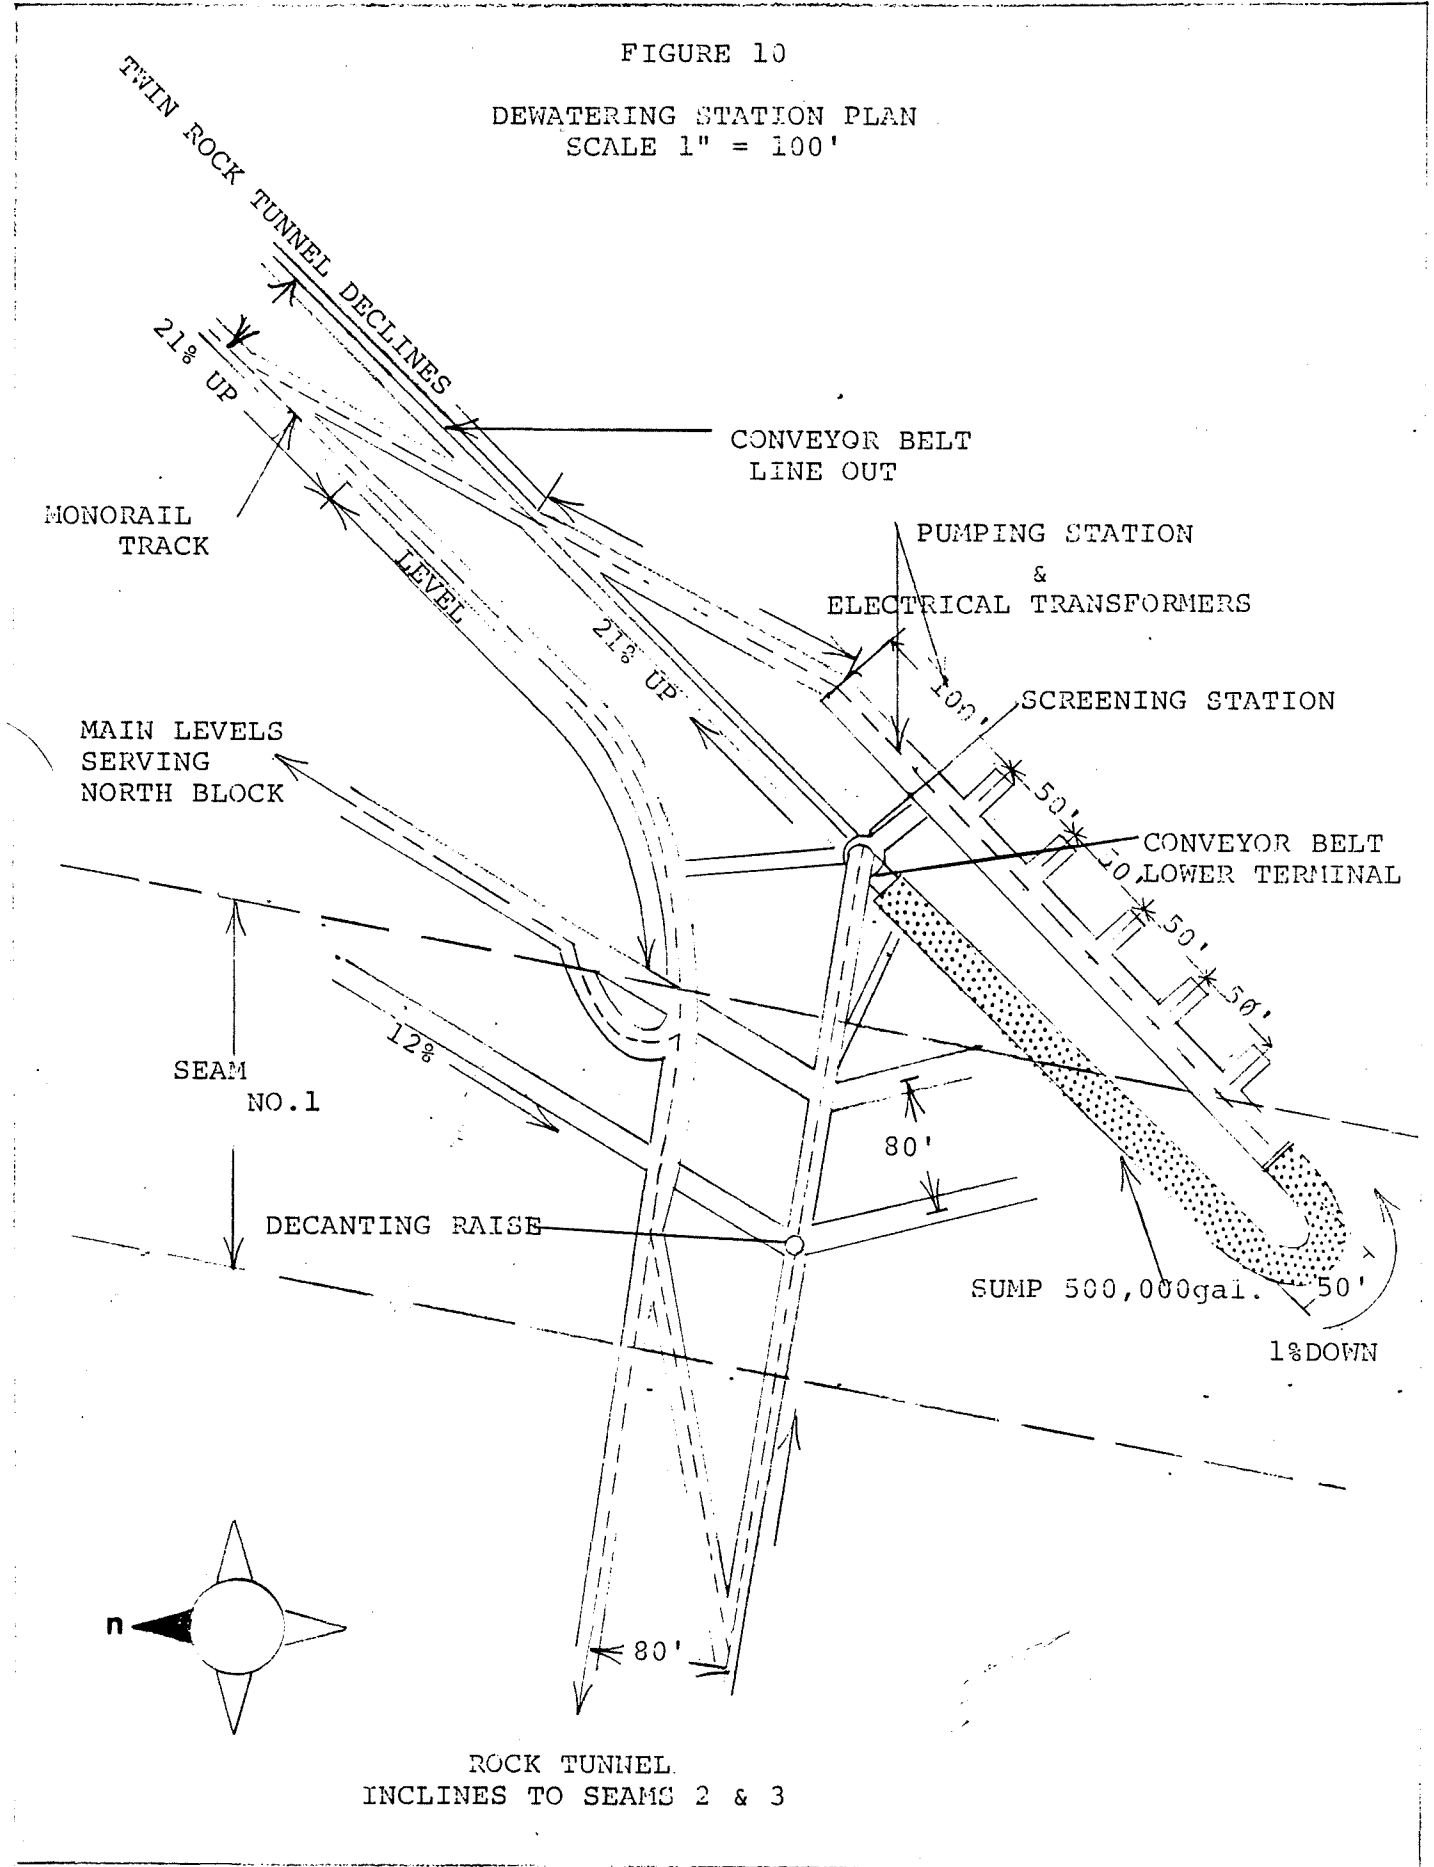 FIGURE 10
DEWATERING STATION PLAN
SCALE 1" = 100'
TWIN ROCK TUNNEL DECLINES
21% UP
CONVEYOR BELT
LINE OUT
MONORAIL
TRACK
LEVEL
PUMPING STATION
&
ELECTRICAL TRANSFORMERS
21% UP
100'
SCREENING STATION
MAIN LEVELS
SERVING
NORTH BLOCK
50'
CONVEYOR BELT
LOWER TERMINAL
50'
50'
50'
12%
SEAM
NO.1
80'
DECANTING RAISE
SUMP 500,000gal.
50'
1%DOWN
n
80'
ROCK TUNNEL
INCLINES TO SEAMS 2 & 3